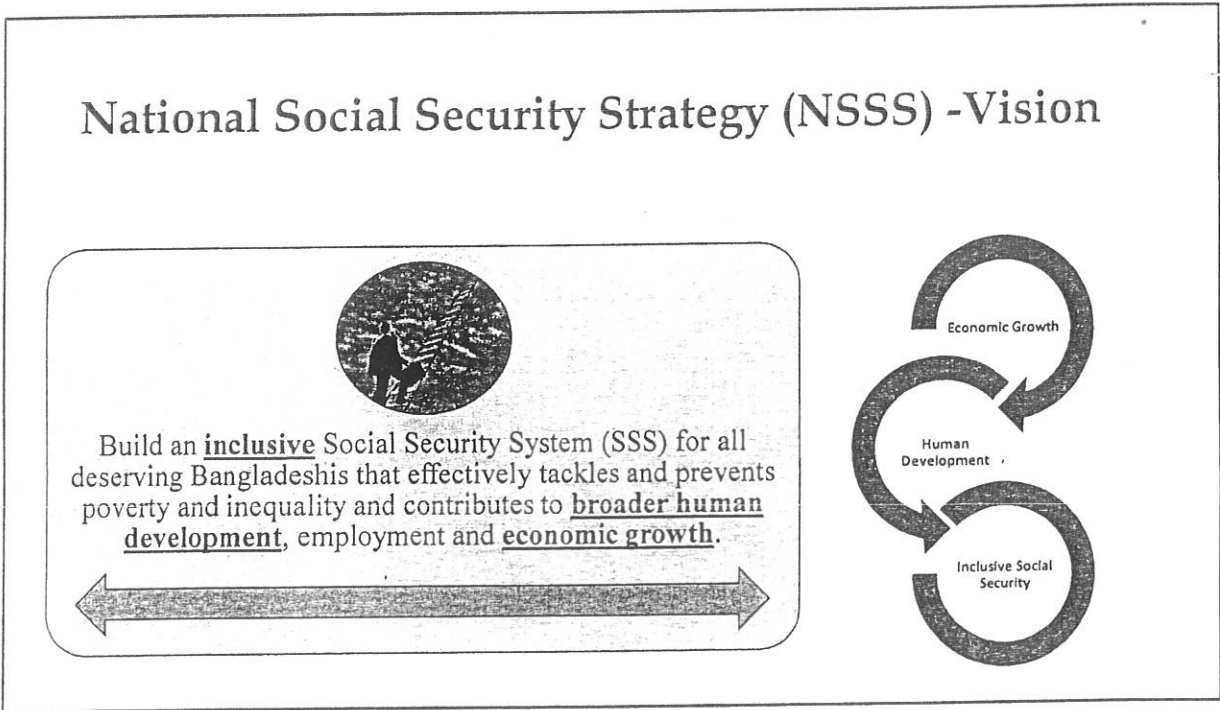 National Social Security Strategy (NSSS) -Vision
Build an inclusive Social Security System (SSS) for all
deserving Bangladeshis that effectively tackles and prevents
poverty and inequality and contributes to broader human
development, employment and economic growth.
Economic Growth
Human
Development
Inclusive Social
Security